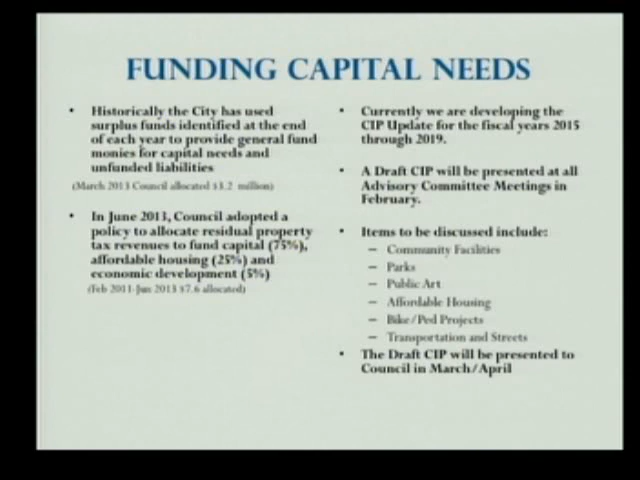 FUNDING CAPITAL NEEDS
• Historically the City has used
surplus funds identified at the end
of each year to provide general fund
monies for capital needs and
unfunded liabilities
(March 2013 Council allocated $3.2 million)
• In June 2013, Council adopted a
policy to allocate residual property
tax revenues to fund capital (75%),
affordable housing (25%) and
economic development (5%)
(Feb 2011-Jun 2013 $7.6 allocated)
• Currently we are developing the
CIP Update for the fiscal years 2015
through 2019.
• A Draft CIP will be presented at all
Advisory Committee Meetings in
February.
• Items to be discussed include:
– Community Facilities
– Parks
– Public Art
– Affordable Housing
– Bike/Ped Projects
– Transportation and Streets
• The Draft CIP will be presented to
Council in March/April